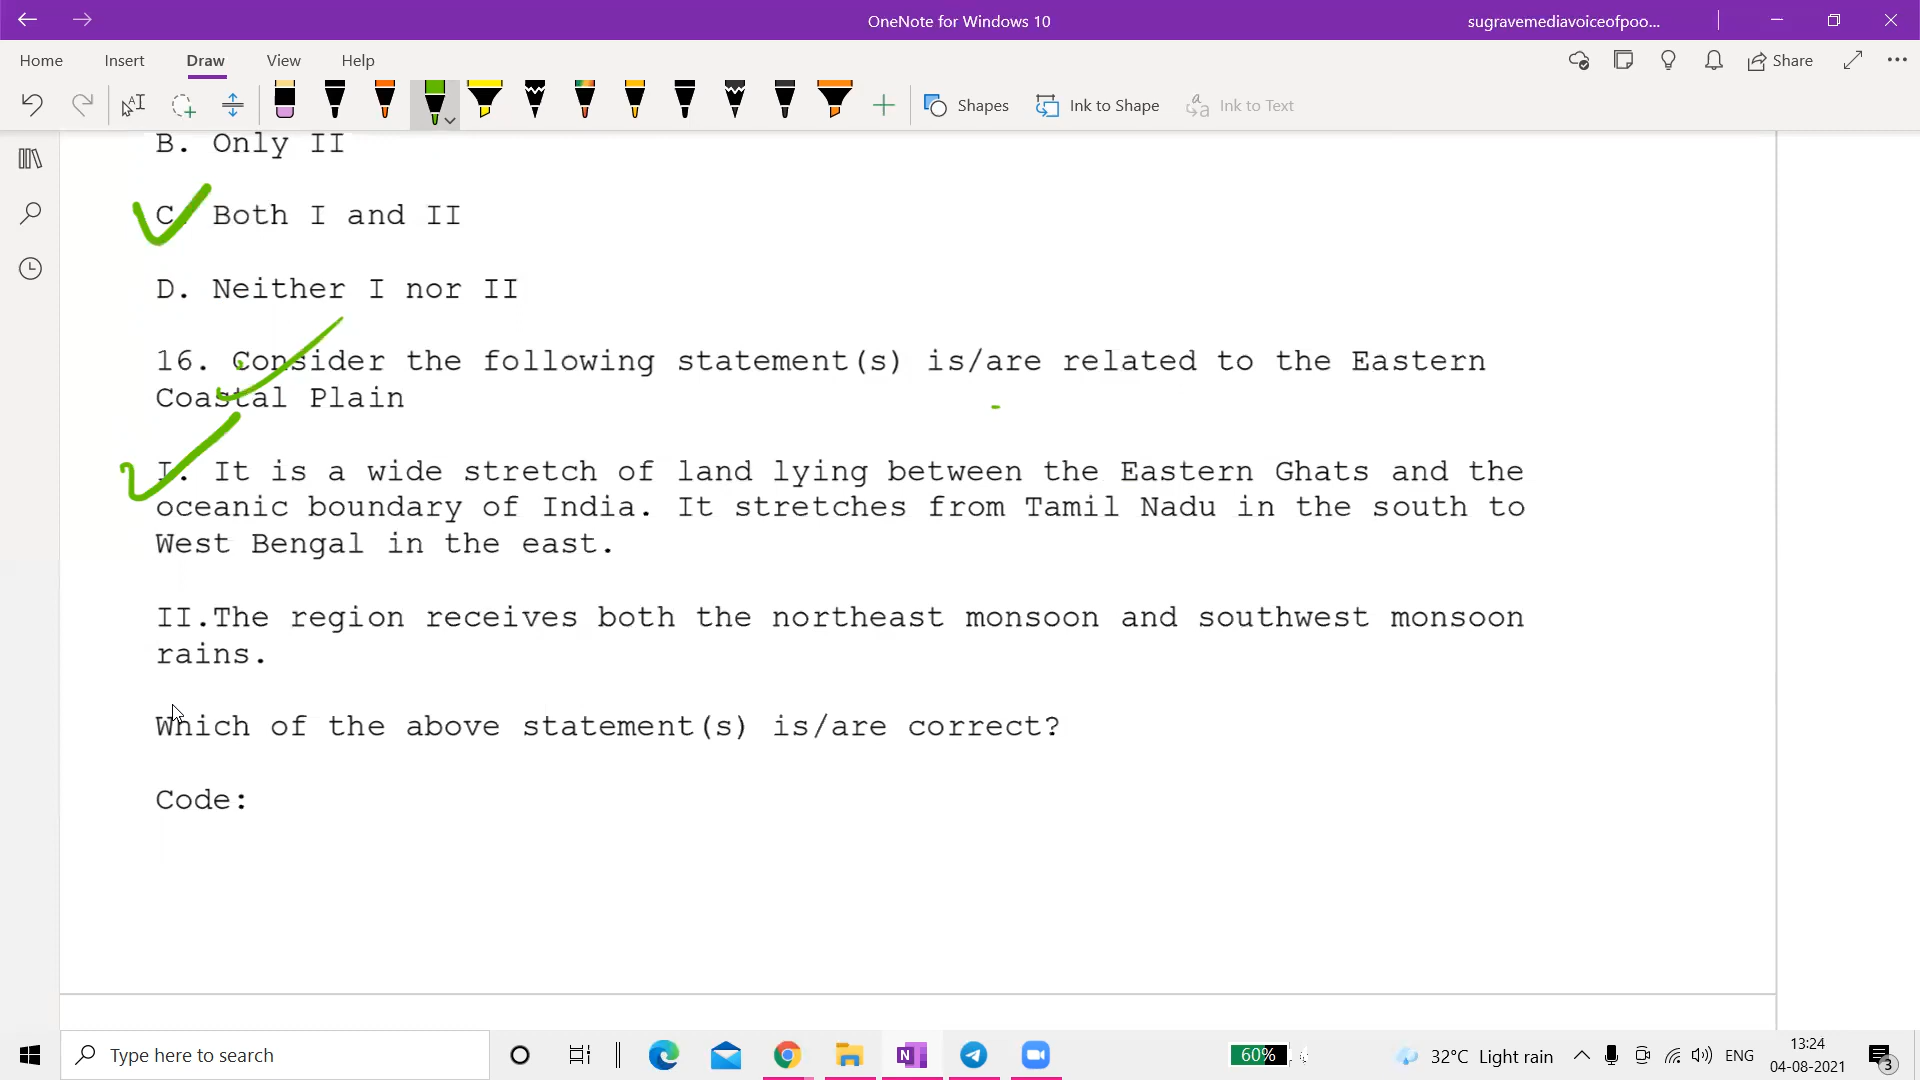 OneNote for Windows 10
sugravemediavoiceofpoo...
Home Insert Draw View Help
Share
Shapes Ink to Shape Ink to Text
B. Only II
C. Both I and II
D. Neither I nor II
16. Consider the following statement(s) is/are related to the Eastern
Coastal Plain
I. It is a wide stretch of land lying between the Eastern Ghats and the
oceanic boundary of India. It stretches from Tamil Nadu in the south to
West Bengal in the east.
II.The region receives both the northeast monsoon and southwest monsoon
rains.
Which of the above statement(s) is/are correct?
Code:
Type here to search
60%
32°C Light rain
ENG
13:24
04-08-2021
3